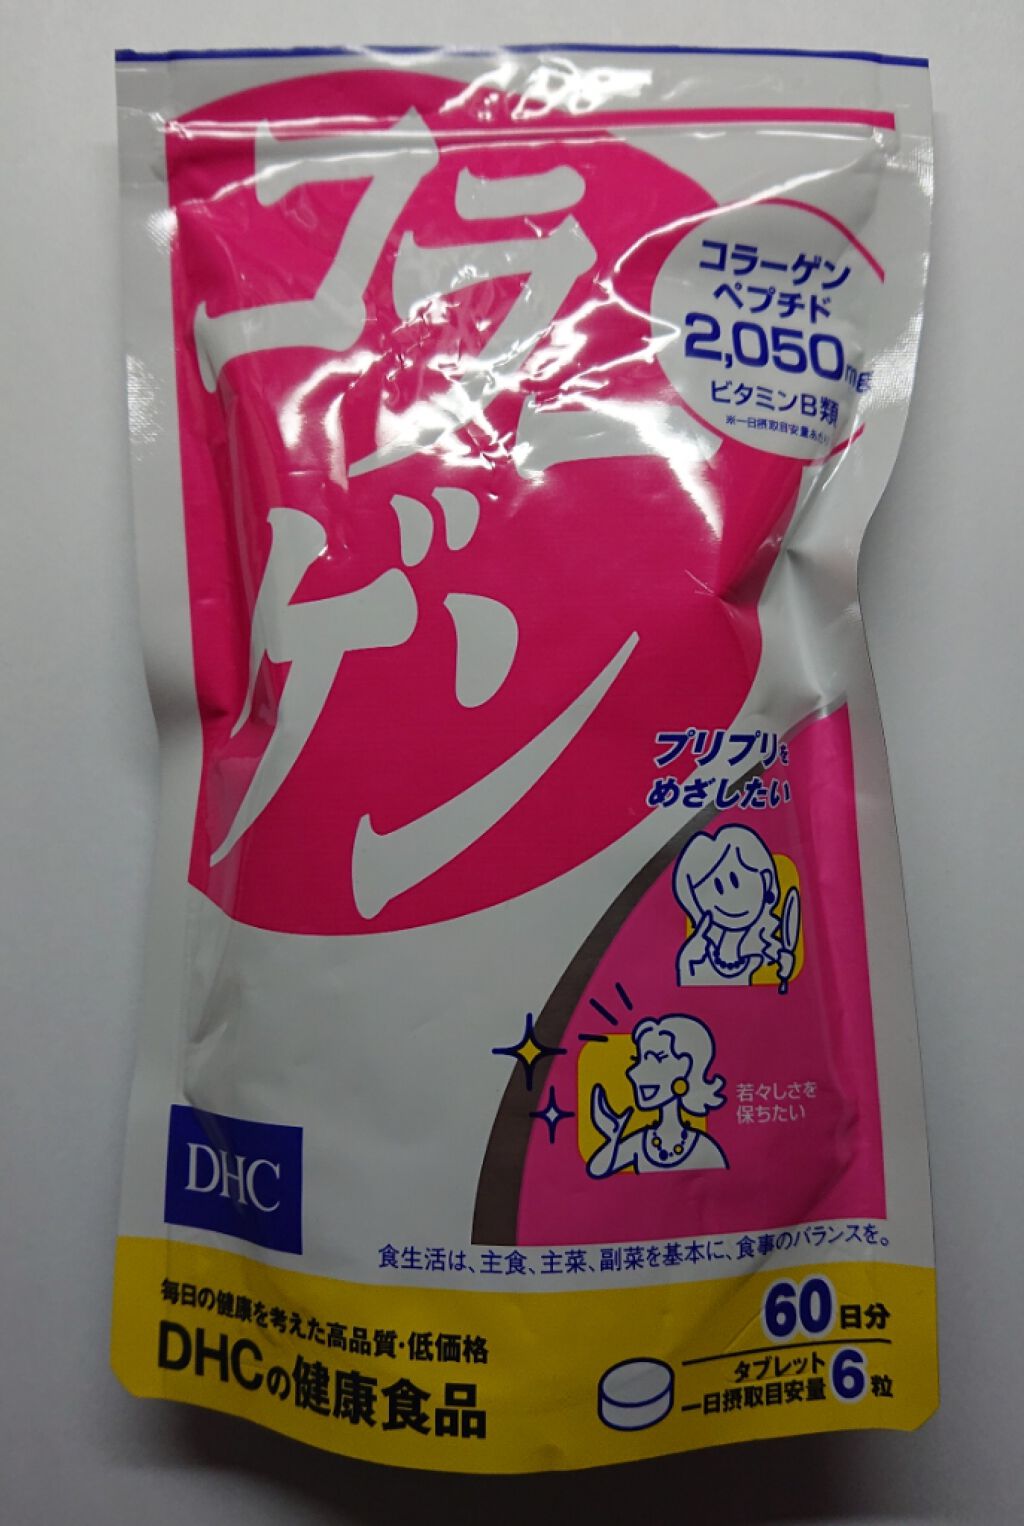 コラー
ゲン
コラーゲン
ペプチド
2,050mg
ビタミンB類
※一日摂取目安量あたり
プリプリを
めざしたい
若々しさを
保ちたい
DHC
食生活は、主食、主菜、副菜を基本に、食事のバランスを。
毎日の健康を考えた高品質・低価格
DHCの健康食品
60日分
タブレット
一日摂取目安量6粒